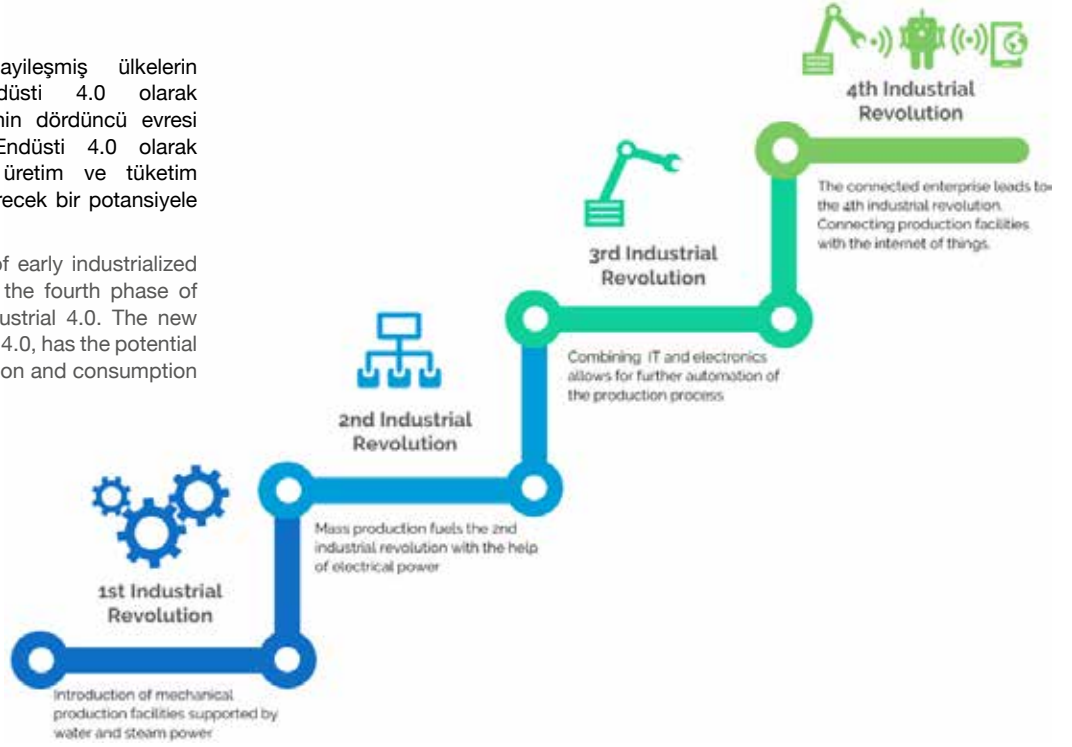 ayileşmiş ülkelerin
düsti 4.0 olarak
nin dördüncü evresi
Endüsti 4.0 olarak
üretim ve tüketim
recek bir potansiyele
of early industrialized
the fourth phase of
ustrial 4.0. The new
4.0, has the potential
on and consumption
1st Industrial
Revolution
Introduction of mechanical
production facilities supported by
water and steam power
2nd Industrial
Revolution
Mass production fuels the 2nd
industrial revolution with the help
of electrical power
3rd Industrial
Revolution
Combining IT and electronics
allows for further automation of
the production process
4th Industrial
Revolution
The connected enterprise leads to
the 4th industrial revolution.
Connecting production facilities
with the internet of things.